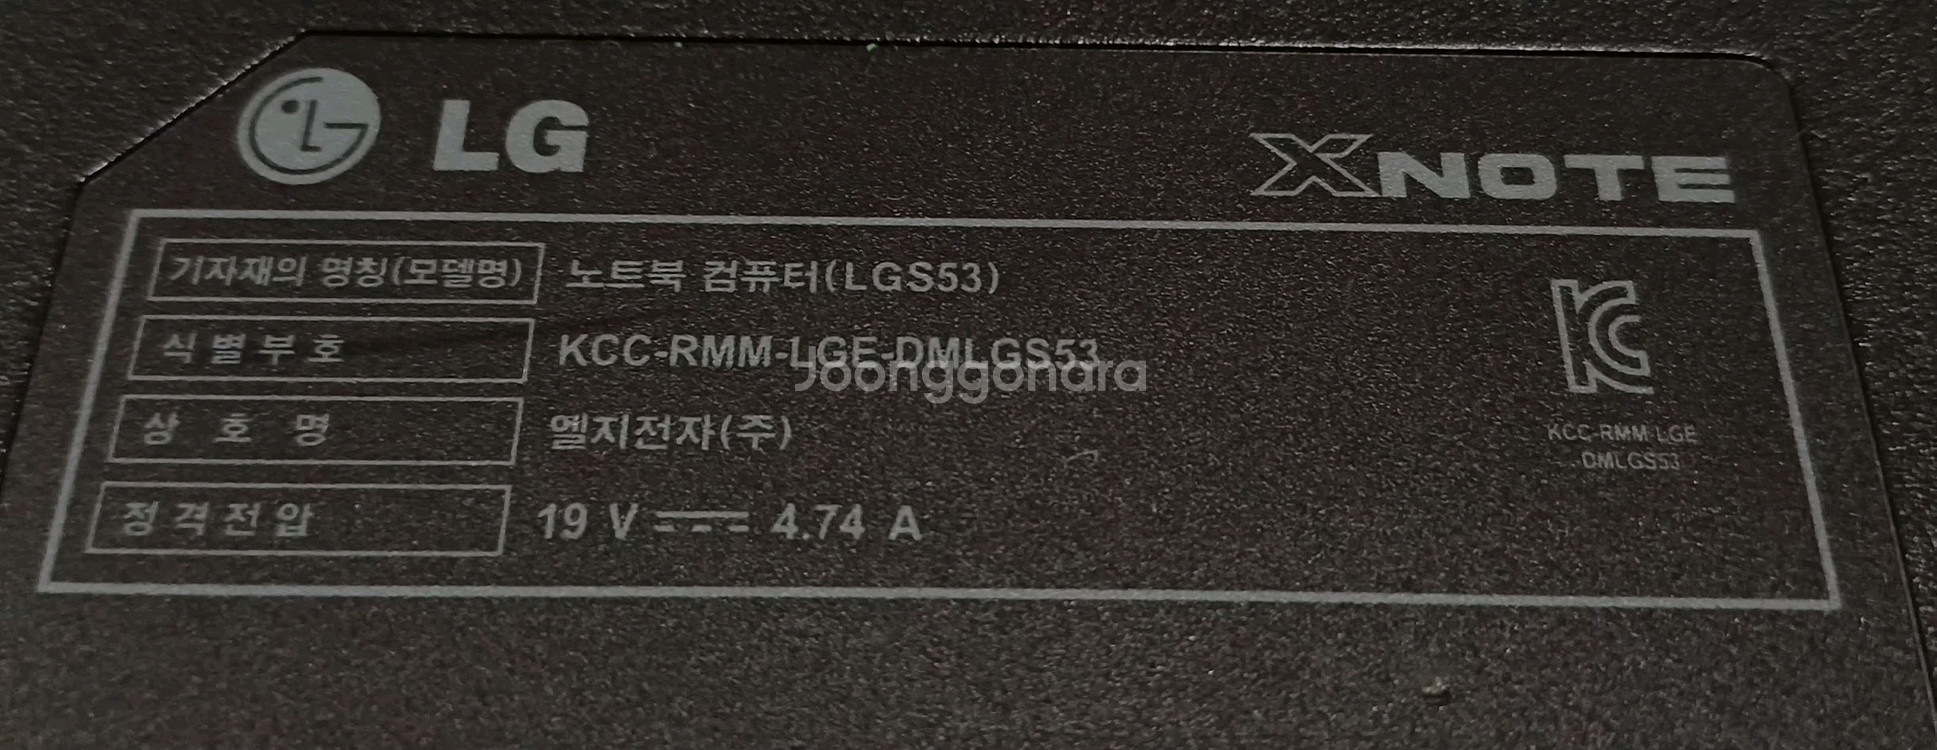 LG
XNOTE
기자재의 명칭(모델명) 노트북 컴퓨터(LGS53)
식별부호 KCC-RMM-LGE-DMLGS53
상호명 엘지전자(주)
정격전압 19 V ⎓ 4.74 A
KCC-RMM-LGE
DMLGS53
Joonggonara